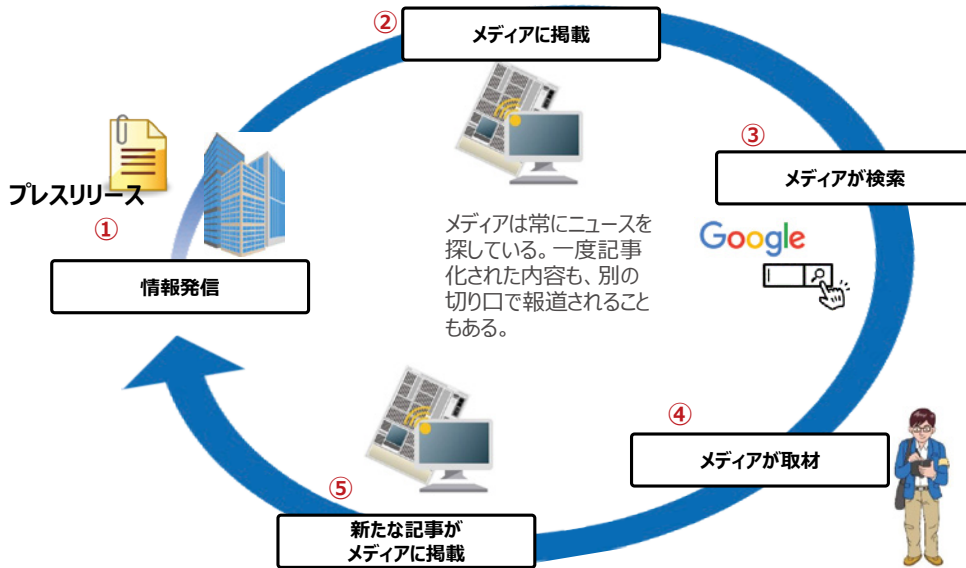 ②
メディアに掲載
③
メディアが検索
プレスリリース
①
情報発信
メディアは常にニュースを
探している。一度記事
化された内容も、別の
切り口で報道されること
もある。
Google
④
メディアが取材
⑤
新たな記事が
メディアに掲載